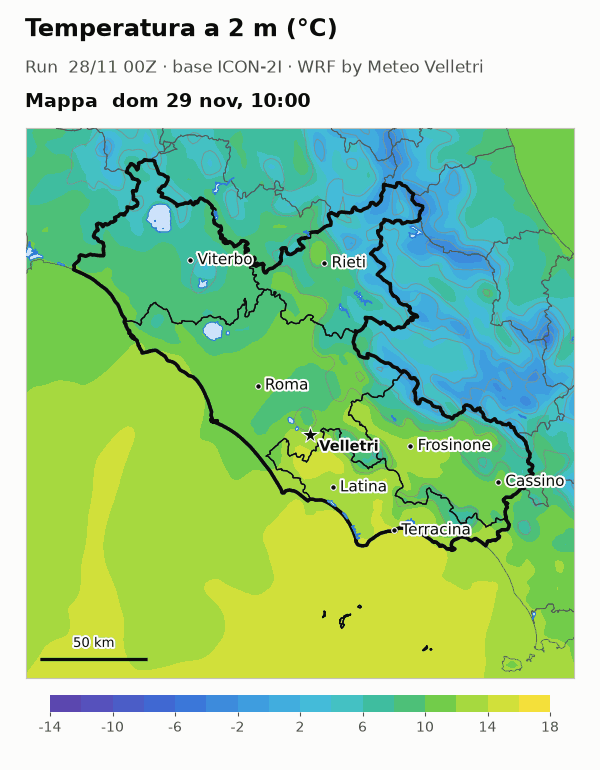 Temperatura a 2 m (°C)
Run  28/11 00Z · base ICON-2I · WRF by Meteo Velletri
Mappa  dom 29 nov, 10:00
Viterbo
Rieti
Roma
Velletri
Frosinone
Cassino
Latina
Terracina
50 km
-14 -10 -6 -2 2 6 10 14 18